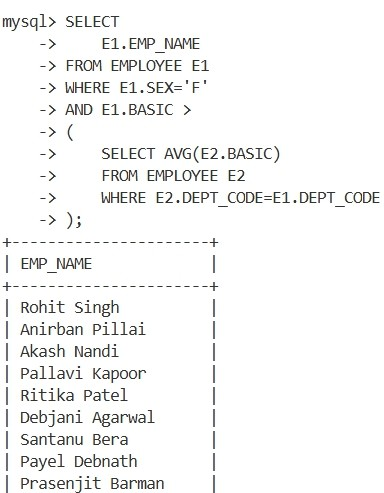 mysql> SELECT
    ->     E1.EMP_NAME
    -> FROM EMPLOYEE E1
    -> WHERE E1.SEX='F'
    -> AND E1.BASIC >
    -> (
    ->     SELECT AVG(E2.BASIC)
    ->     FROM EMPLOYEE E2
    ->     WHERE E2.DEPT_CODE=E1.DEPT_CODE
    -> );
+----------------------+
| EMP_NAME             |
+----------------------+
| Rohit Singh          |
| Anirban Pillai       |
| Akash Nandi          |
| Pallavi Kapoor       |
| Ritika Patel         |
| Debjani Agarwal      |
| Santanu Bera         |
| Payel Debnath        |
| Prasenjit Barman     |